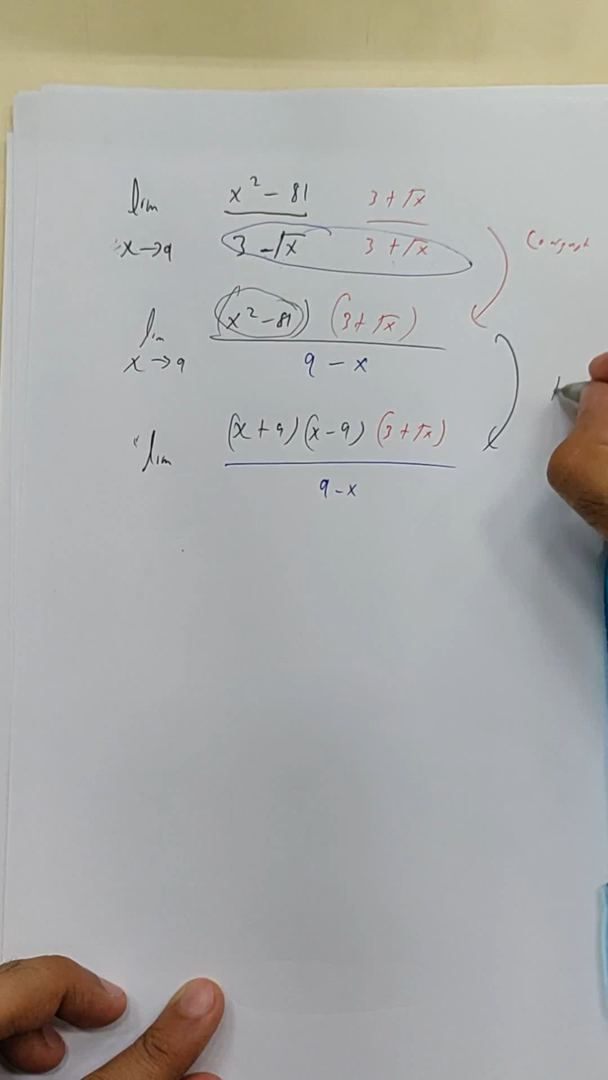 lim x→9 (x² - 81)/(3 - √x) (3 + √x)/(3 + √x)
lim x→9 (x² - 81)(3 + √x)/(9 - x)
lim (x + 9)(x - 9)(3 + √x)/(9 - x)